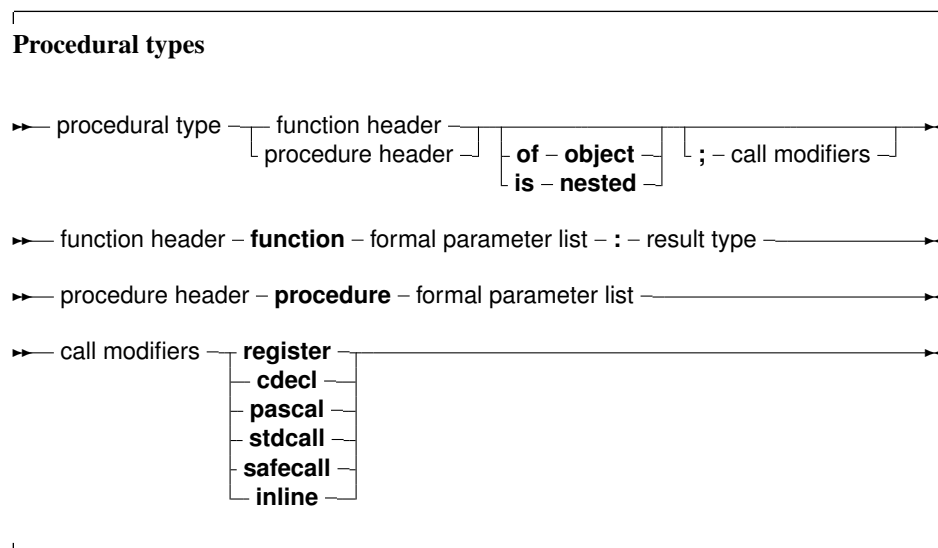 Procedural types
procedural type function header
procedure header of object ; call modifiers
is nested
function header function formal parameter list : result type
procedure header procedure formal parameter list
call modifiers register
cdecl
pascal
stdcall
safecall
inline